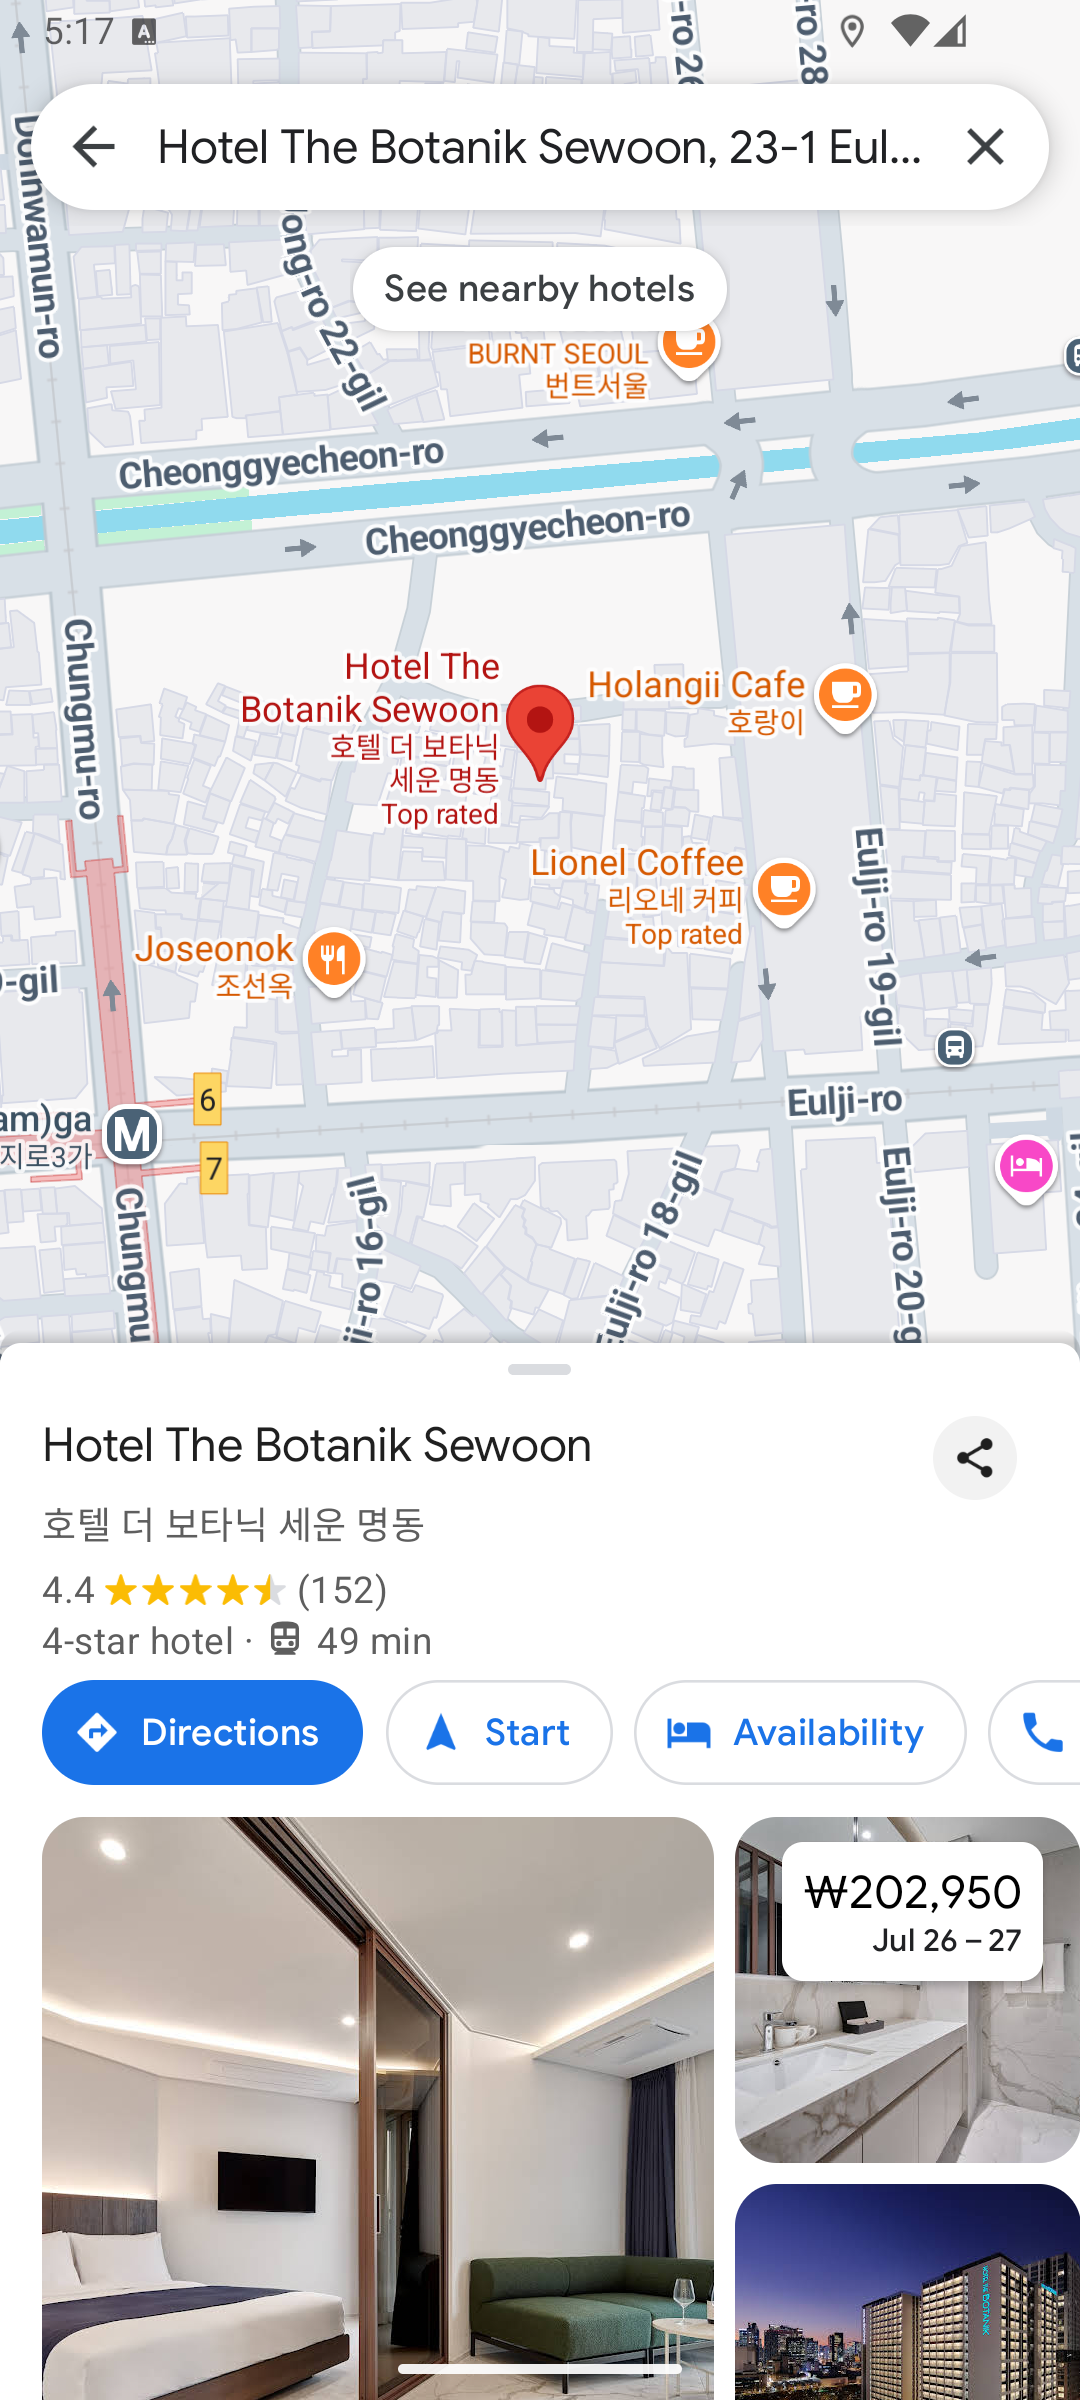 5:17
Hotel The Botanik Sewoon, 23-1 Eul...
See nearby hotels
Donhwamun-ro
ong-ro 22-gil
-ro 26
ro 28
BURNT SEOUL
번트서울
Cheonggyecheon-ro
Cheonggyecheon-ro
Chungmu-ro
Hotel The
Botanik Sewoon
호텔 더 보타닉
세운 명동
Top rated
Holangii Cafe
호랑이
Lionel Coffee
리오네 커피
Top rated
Joseonok
조선옥
-gil
Eulji-ro 19-gil
6
am)ga
지로3가
M
7
Eulji-ro
Chungmu
ji-ro 16-gil
Eulji-ro 18-gil
Eulji-ro 20-g
Hotel The Botanik Sewoon
호텔 더 보타닉 세운 명동
4.4 (152)
4-star hotel · 49 min
Directions
Start
Availability
₩202,950
Jul 26 – 27